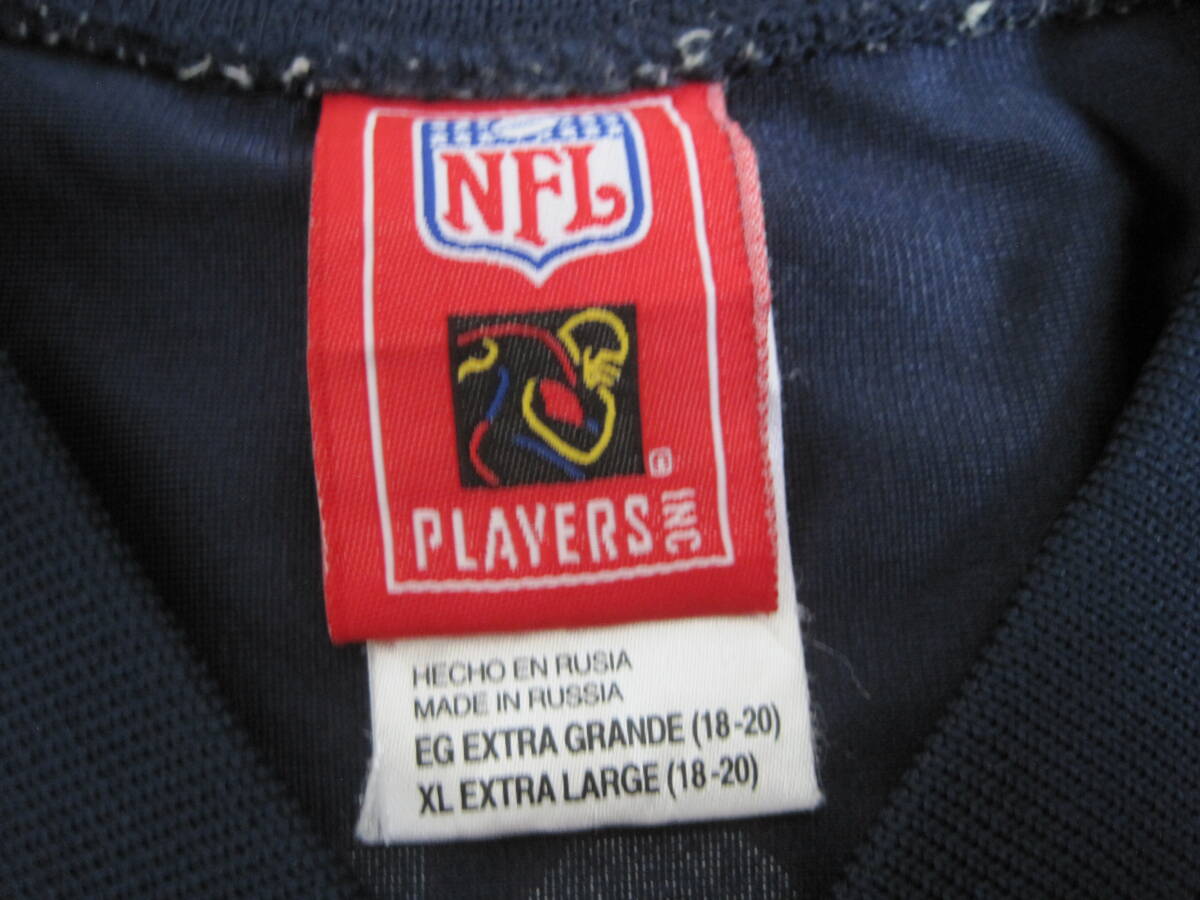 NFL
®
PLAYERS INC
HECHO EN RUSIA
MADE IN RUSSIA
EG EXTRA GRANDE (18-20)
XL EXTRA LARGE (18-20)